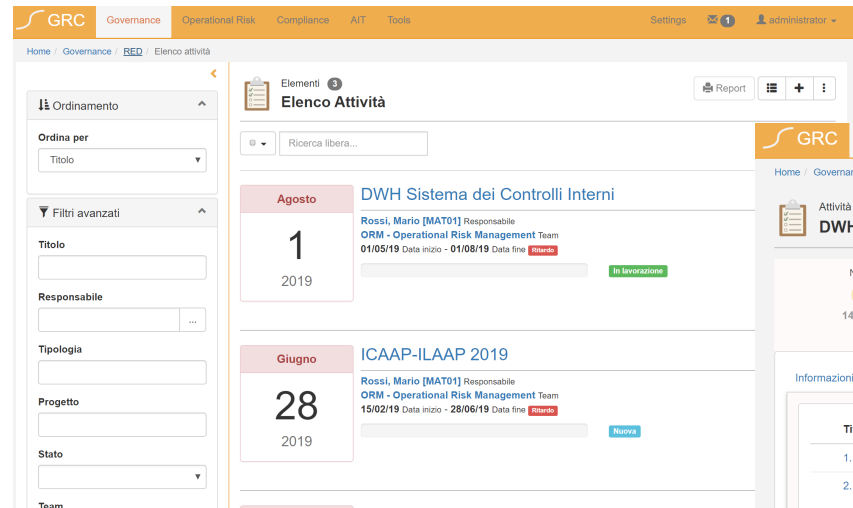 GRC Governance Operational Risk Compliance AIT Tools Settings 1 administrator
Home / Governance / RED / Elenco attività
Elementi 3
Elenco Attività
Report
Ordinamento
Ordina per
Titolo
Ricerca libera...
Filtri avanzati
Titolo
Responsabile
...
Tipologia
Progetto
Stato
Team
Agosto
1
2019
DWH Sistema dei Controlli Interni
Rossi, Mario [MAT01] Responsabile
ORM - Operational Risk Management Team
01/05/19 Data inizio - 01/08/19 Data fine Ritardo
In lavorazione
Giugno
28
2019
ICAAP-ILAAP 2019
Rossi, Mario [MAT01] Responsabile
ORM - Operational Risk Management Team
15/02/19 Data inizio - 28/06/19 Data fine Ritardo
Nuova
GRC
Home / Governa
Attività
DWH
N
14
Informazioni
Ti
1.
2.